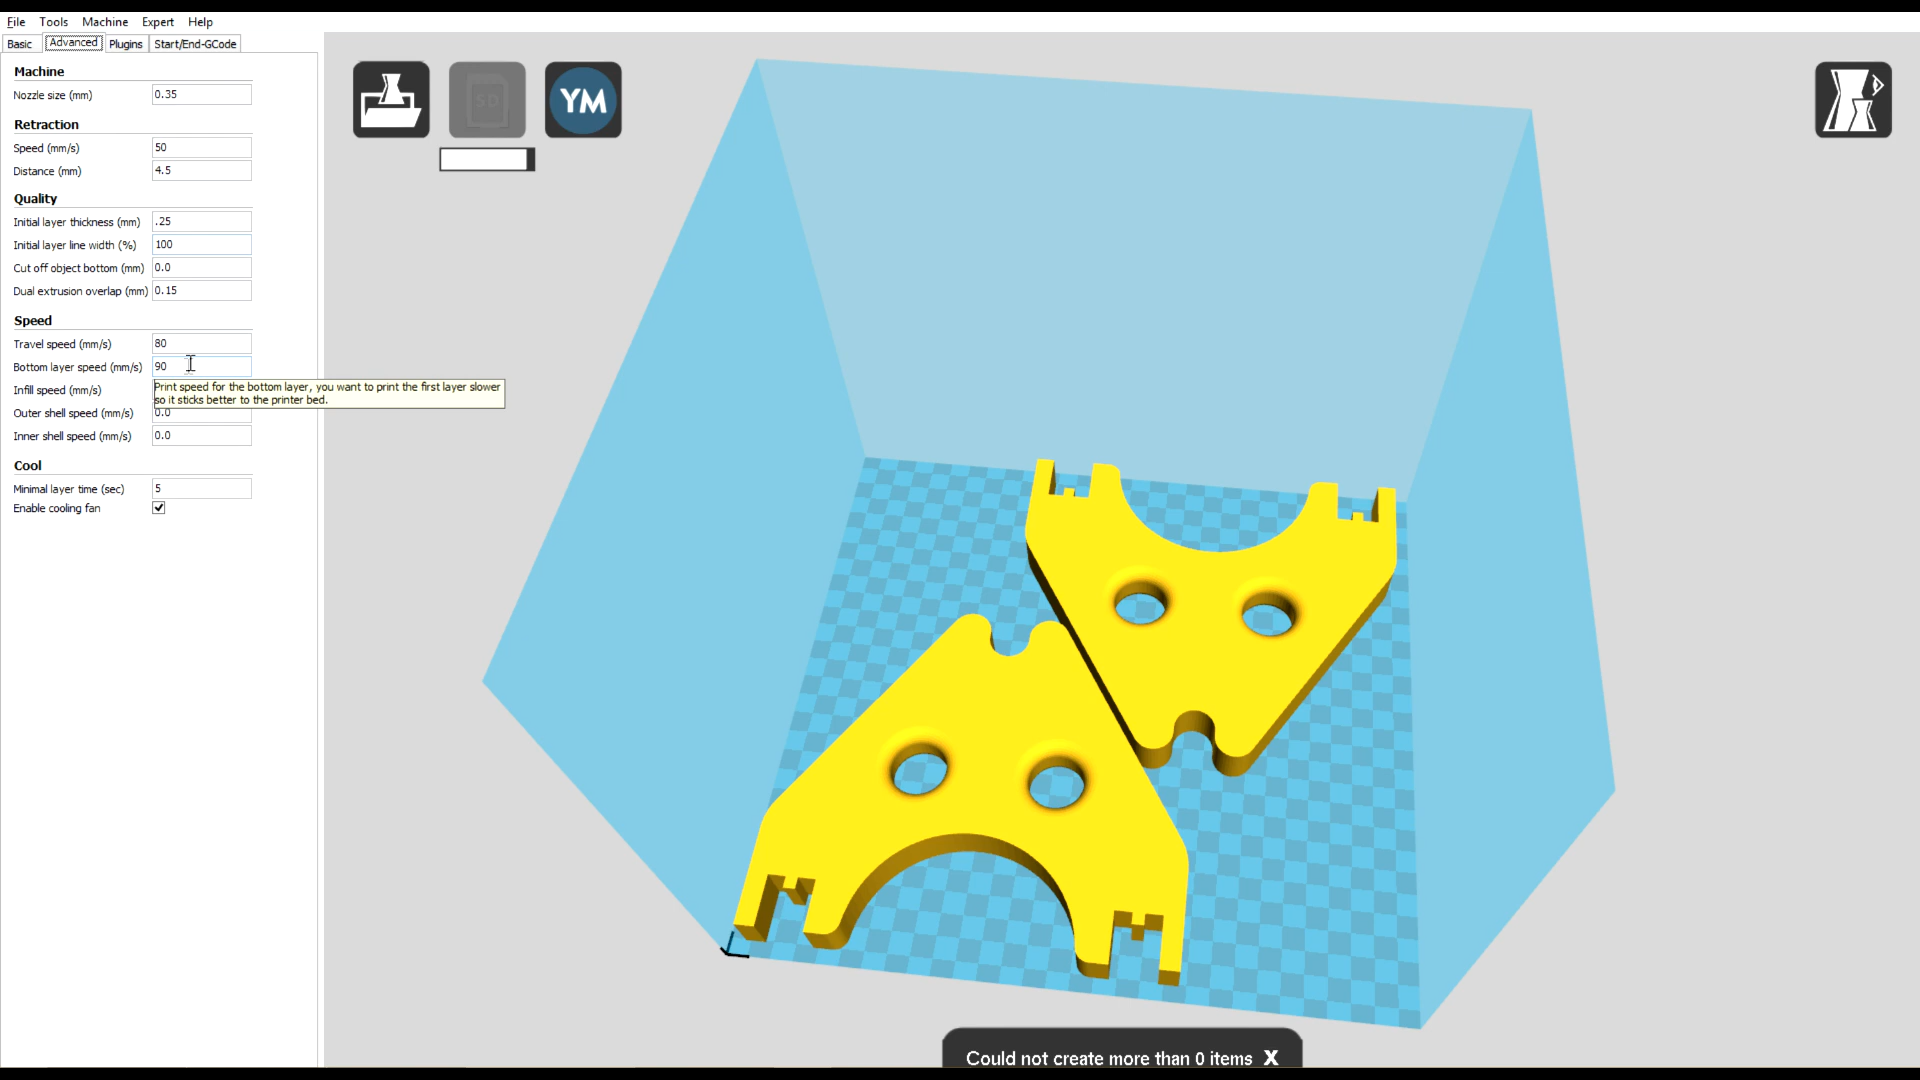 File Tools Machine Expert Help
Basic Advanced Plugins Start/End-GCode
Machine
Nozzle size (mm) 0.35
Retraction
Speed (mm/s) 50
Distance (mm) 4.5
Quality
Initial layer thickness (mm) .25
Initial layer line width (%) 100
Cut off object bottom (mm) 0.0
Dual extrusion overlap (mm) 0.15
Speed
Travel speed (mm/s) 80
Bottom layer speed (mm/s) 90
Infill speed (mm/s)
Print speed for the bottom layer, you want to print the first layer slower
so it sticks better to the printer bed.
Outer shell speed (mm/s) 0.0
Inner shell speed (mm/s) 0.0
Cool
Minimal layer time (sec) 5
Enable cooling fan
SD
YM
Could not create more than 0 items X